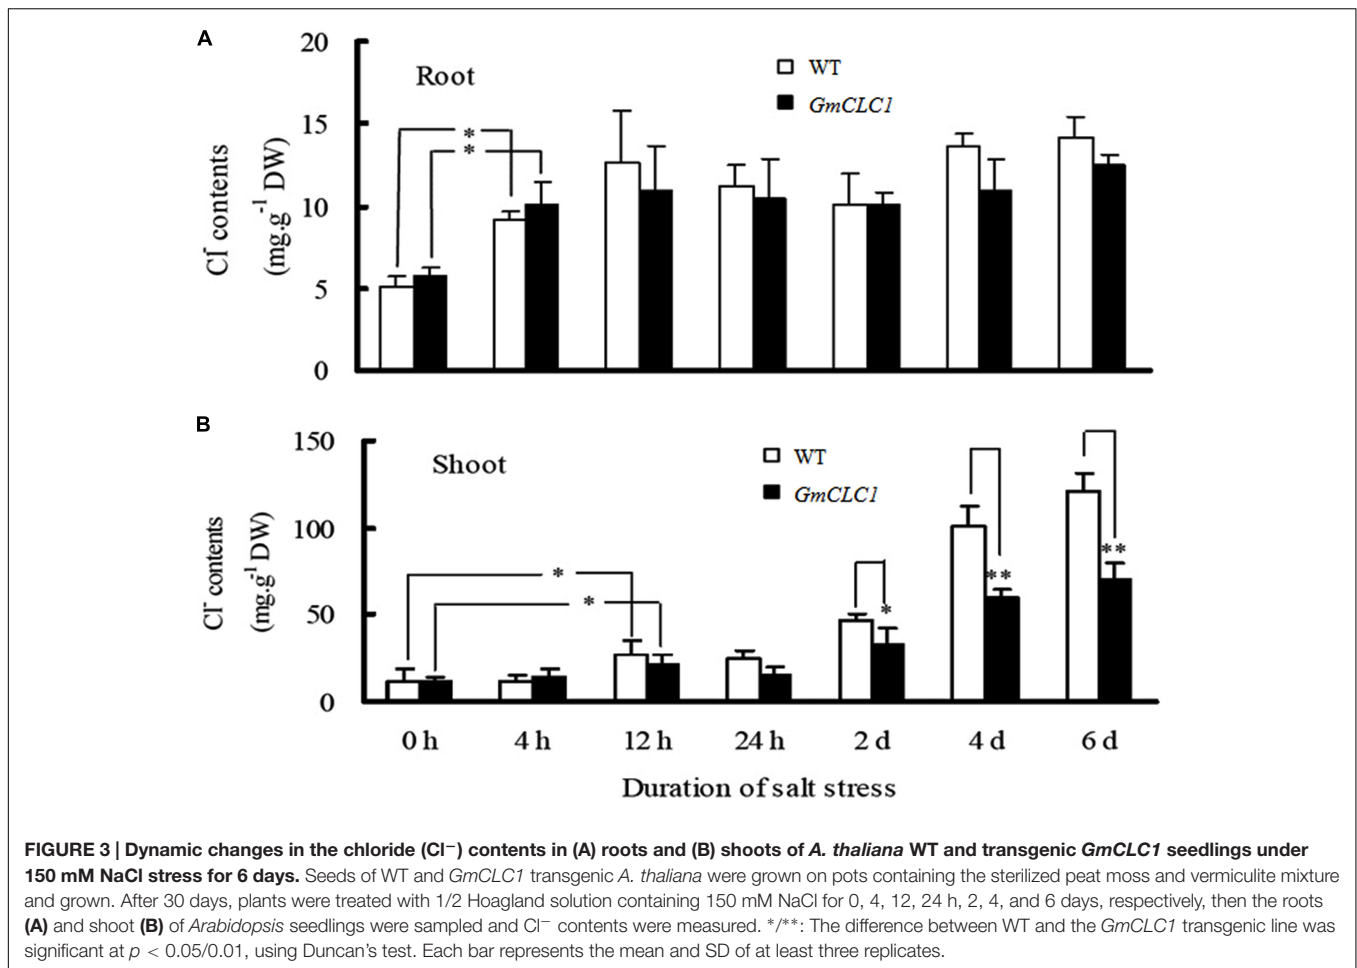 A
20
15
10
5
0
Cl⁻ contents
(mg.g⁻¹ DW)
Root
WT
GmCLC1
*
*
B
150
100
50
0
Cl⁻ contents
(mg.g⁻¹ DW)
Shoot
WT
GmCLC1
*
*
*
**
**
0 h 4 h 12 h 24 h 2 d 4 d 6 d
Duration of salt stress
FIGURE 3 | Dynamic changes in the chloride (Cl−) contents in (A) roots and (B) shoots of A. thaliana WT and transgenic GmCLC1 seedlings under
150 mM NaCl stress for 6 days. Seeds of WT and GmCLC1 transgenic A. thaliana were grown on pots containing the sterilized peat moss and vermiculite mixture
and grown. After 30 days, plants were treated with 1/2 Hoagland solution containing 150 mM NaCl for 0, 4, 12, 24 h, 2, 4, and 6 days, respectively, then the roots
(A) and shoot (B) of Arabidopsis seedlings were sampled and Cl− contents were measured. */**: The difference between WT and the GmCLC1 transgenic line was
significant at p < 0.05/0.01, using Duncan's test. Each bar represents the mean and SD of at least three replicates.